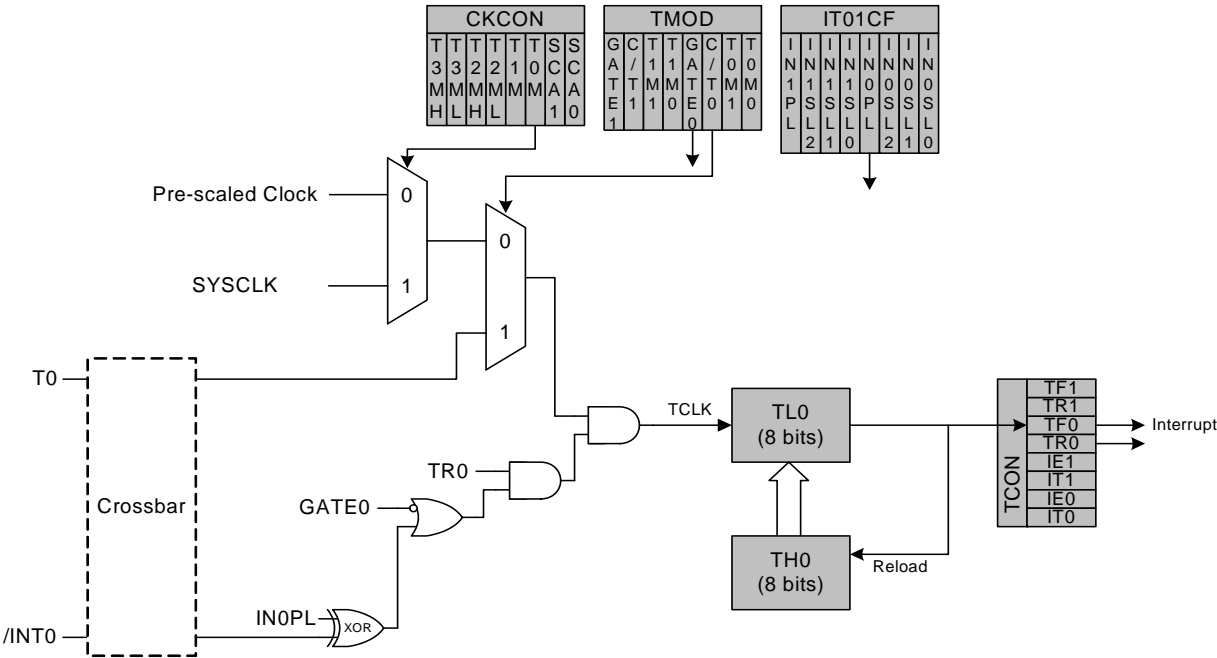 CKCON
T3MH
T3ML
T2MH
T2ML
T1M
T0M
SCA1
SCA0
TMOD
GATE1
C/T1
T1M1
T1M0
GATE0
C/T0
T0M1
T0M0
IT01CF
IN1PL
IN1SL2
IN1SL1
IN1SL0
IN0PL
IN0SL2
IN0SL1
IN0SL0
Pre-scaled Clock
0
SYSCLK
1
0
1
T0
Crossbar
/INT0
TR0
GATE0
IN0PL
XOR
TCLK
TL0
(8 bits)
TH0
(8 bits)
Reload
TCON
TF1
TR1
TF0
TR0
IE1
IT1
IE0
IT0
Interrupt